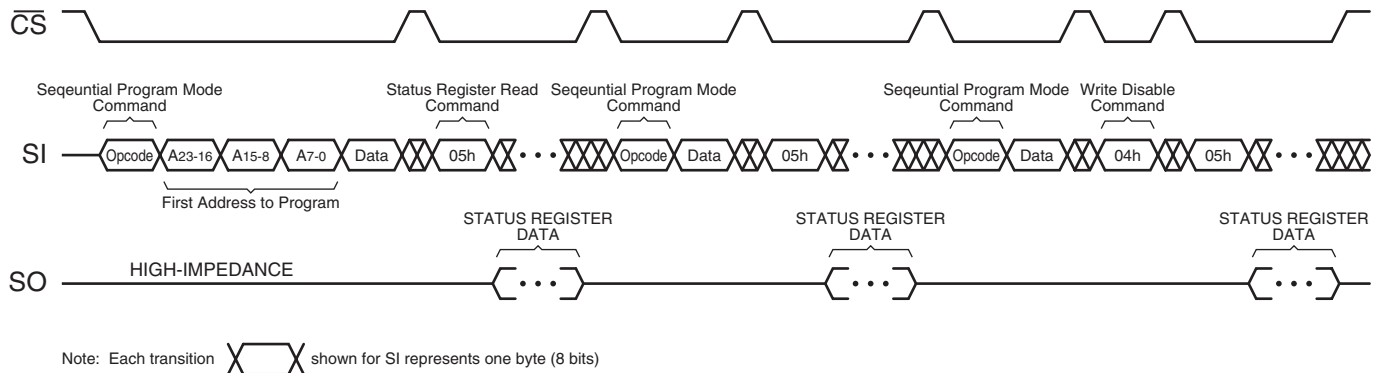 CS
Seqeuntial Program Mode
Command
Status Register Read
Command
Seqeuntial Program Mode
Command
Seqeuntial Program Mode
Command
Write Disable
Command
SI
Opcode A23-16 A15-8 A7-0 Data 05h • • • Opcode Data 05h • • • Opcode Data 04h 05h • • •
First Address to Program
STATUS REGISTER
DATA
STATUS REGISTER
DATA
STATUS REGISTER
DATA
SO
HIGH-IMPEDANCE
• • • • • • • • •
Note: Each transition shown for SI represents one byte (8 bits)